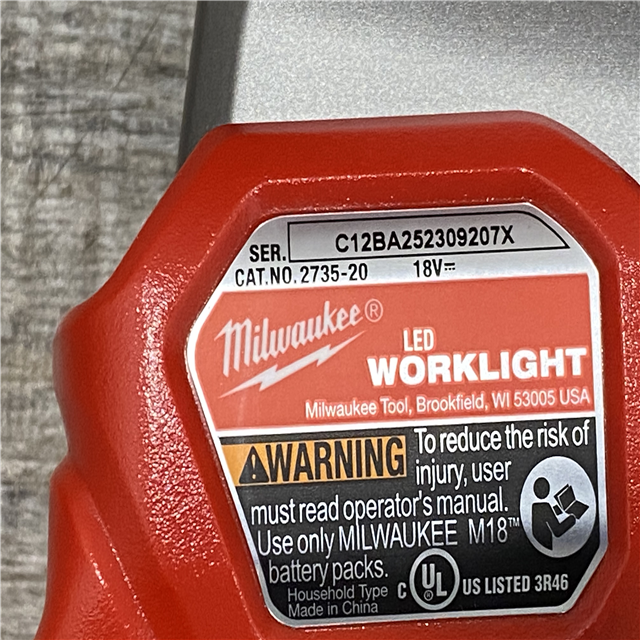 SER. C12BA252309207X
CAT.NO. 2735-20 18V⎓
Milwaukee®
LED
WORKLIGHT
Milwaukee Tool, Brookfield, WI 53005 USA
⚠WARNING To reduce the risk of
injury, user
must read operator's manual.
Use only MILWAUKEE M18™
battery packs.
Household Type
Made in China
C UL US LISTED 3R46